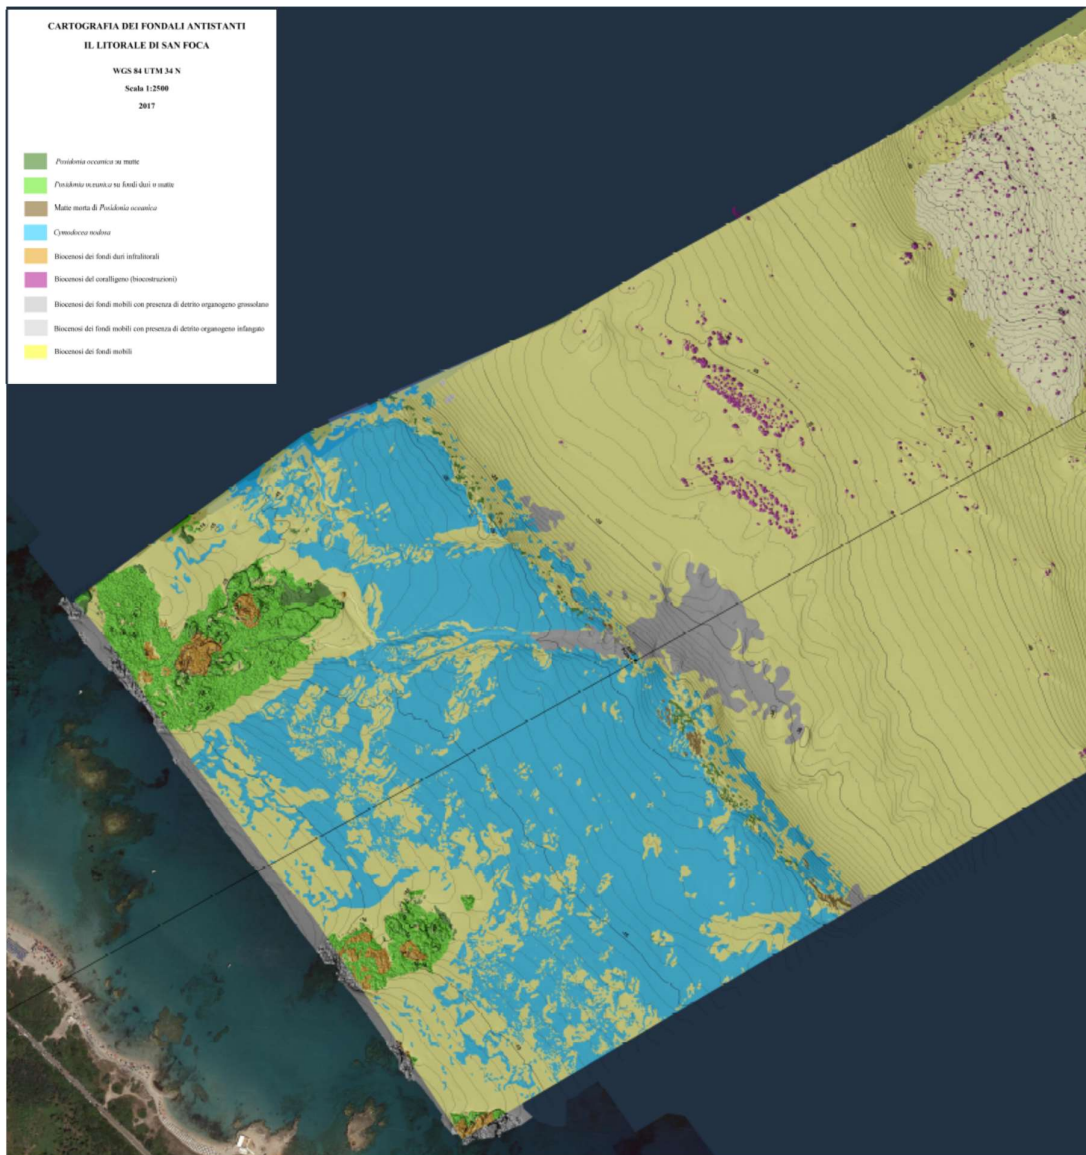 CARTOGRAFIA DEI FONDALI ANTISTANTI
IL LITORALE DI SAN FOCA
WGS 84 UTM 34 N
Scala 1:2500
2017
Posidonia oceanica su matte
Posidonia oceanica su fondi duri o matte
Matte morta di Posidonia oceanica
Cymodocea nodosa
Biocenosi dei fondi duri infralitorali
Biocenosi del coralligeno (biocostruzioni)
Biocenosi dei fondi mobili con presenza di detrito organogeno grossolano
Biocenosi dei fondi mobili con presenza di detrito organogeno infangato
Biocenosi dei fondi mobili